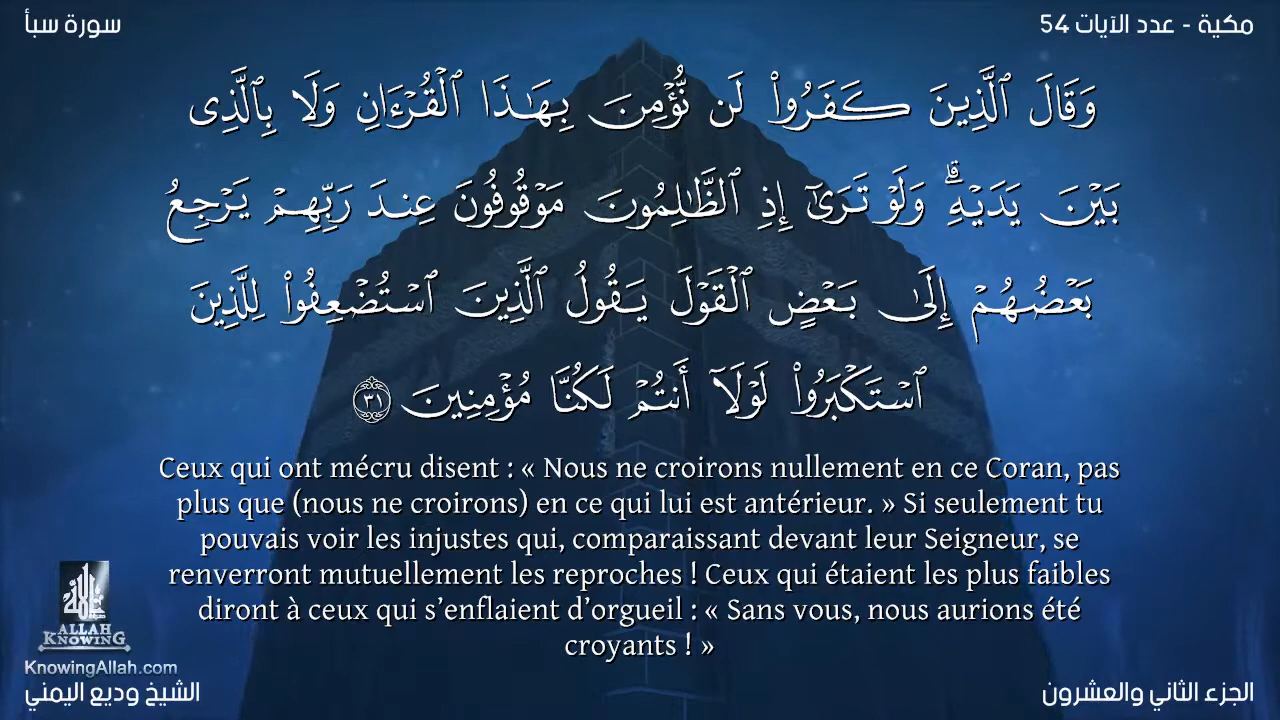 سورة سبأ
مكية - عدد الآيات 54
وَقَالَ ٱلَّذِينَ كَفَرُوا۟ لَن نُّؤْمِنَ بِهَـٰذَا ٱلْقُرْءَانِ وَلَا بِٱلَّذِى
بَيْنَ يَدَيْهِ ۗ وَلَوْ تَرَىٰٓ إِذِ ٱلظَّـٰلِمُونَ مَوْقُوفُونَ عِندَ رَبِّهِمْ يَرْجِعُ
بَعْضُهُمْ إِلَىٰ بَعْضٍ ٱلْقَوْلَ يَقُولُ ٱلَّذِينَ ٱسْتُضْعِفُوا۟ لِلَّذِينَ
ٱسْتَكْبَرُوا۟ لَوْلَآ أَنتُمْ لَكُنَّا مُؤْمِنِينَ ٣١
Ceux qui ont mécru disent : « Nous ne croirons nullement en ce Coran, pas
plus que (nous ne croirons) en ce qui lui est antérieur. » Si seulement tu
pouvais voir les injustes qui, comparaissant devant leur Seigneur, se
renverront mutuellement les reproches ! Ceux qui étaient les plus faibles
diront à ceux qui s’enflaient d’orgueil : « Sans vous, nous aurions été
croyants ! »
ALLAH
KNOWING
KnowingAllah.com
الشيخ وديع اليمني
الجزء الثاني والعشرون